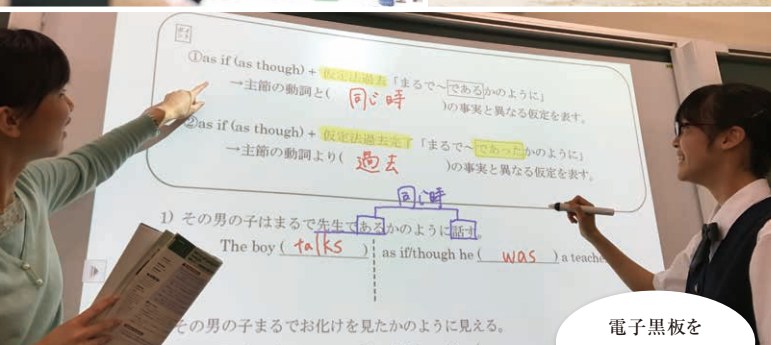 ポイント
①as if (as though) + 仮定法過去「まるで～であるかのように」
→主節の動詞と( 同じ時 )の事実と異なる仮定を表す。
②as if (as though) + 仮定法過去完了「まるで～であったかのように」
→主節の動詞より( 過去 )の事実と異なる仮定を表す。
同じ時
1) その男の子はまるで先生であるかのように話す。
The boy ( talks ) as if/though he ( was ) a teache
その男の子まるでお化けを見たかのように見える。
電子黒板を